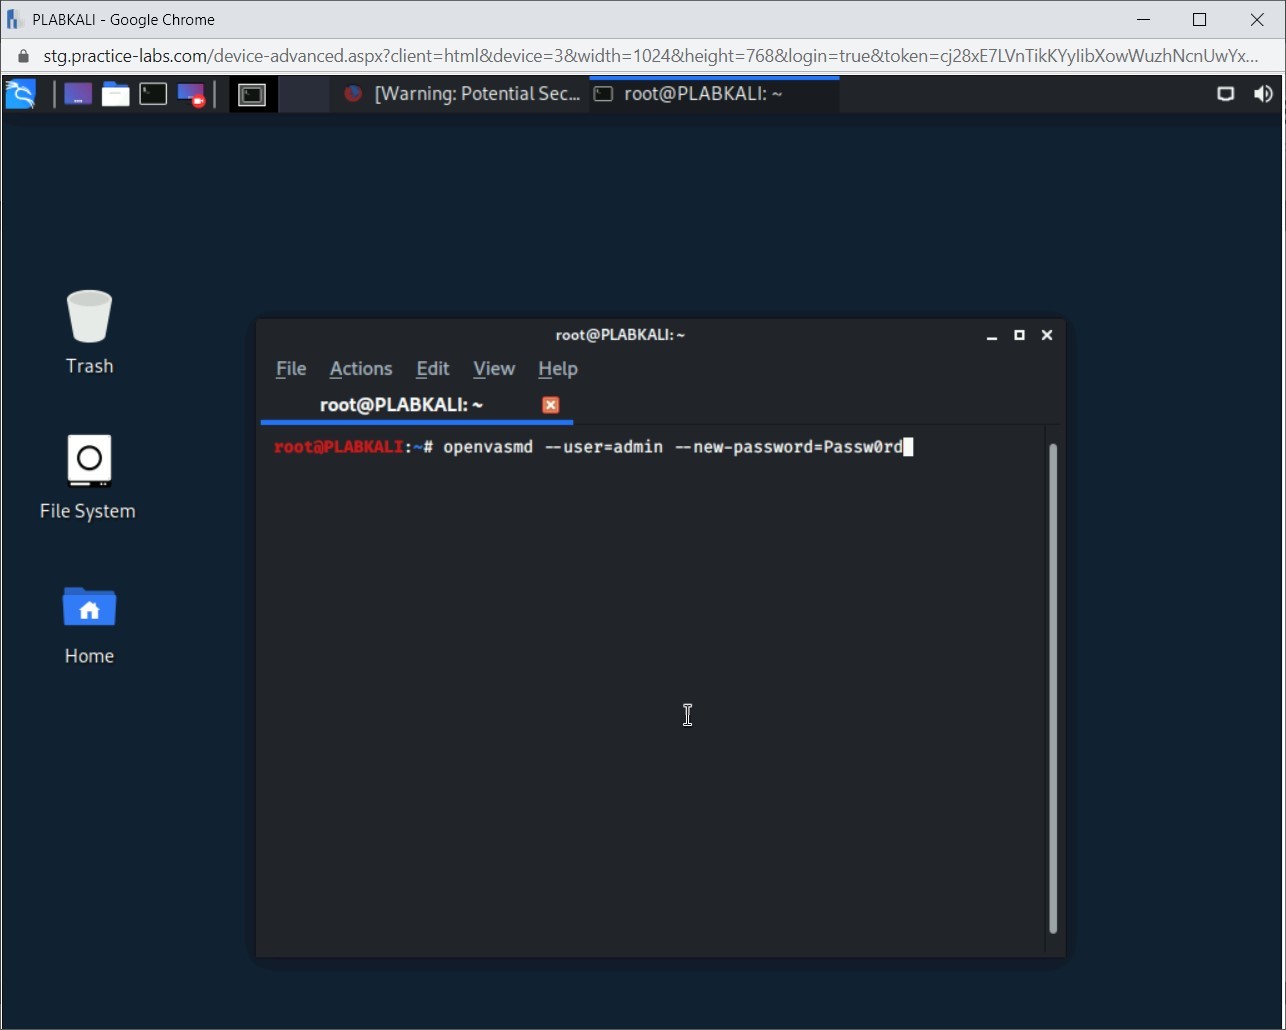 PLABKALI - Google Chrome
stg.practice-labs.com/device-advanced.aspx?client=html&device=3&width=1024&height=768&login=true&token=cj28xE7LVnTikKYyIibXowWuzhNcnUwYx...
[Warning: Potential Sec... root@PLABKALI: ~
Trash
File System
Home
root@PLABKALI: ~
File Actions Edit View Help
root@PLABKALI: ~
root@PLABKALI:~# openvasmd --user=admin --new-password=Passw0rd